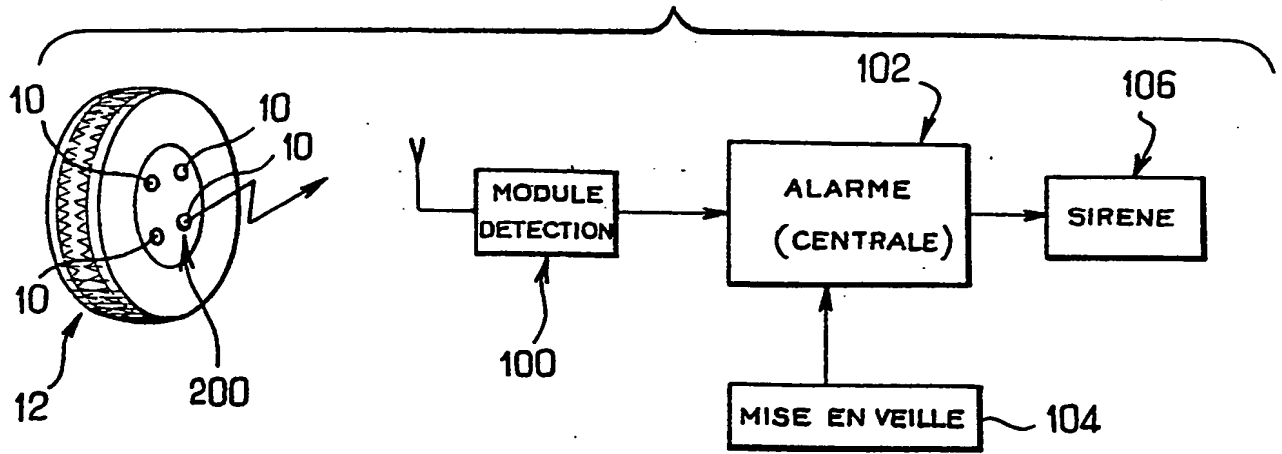 10
10
10
10
12
200
MODULE
DETECTION
100
102
ALARME
(CENTRALE)
106
SIRENE
MISE EN VEILLE
104